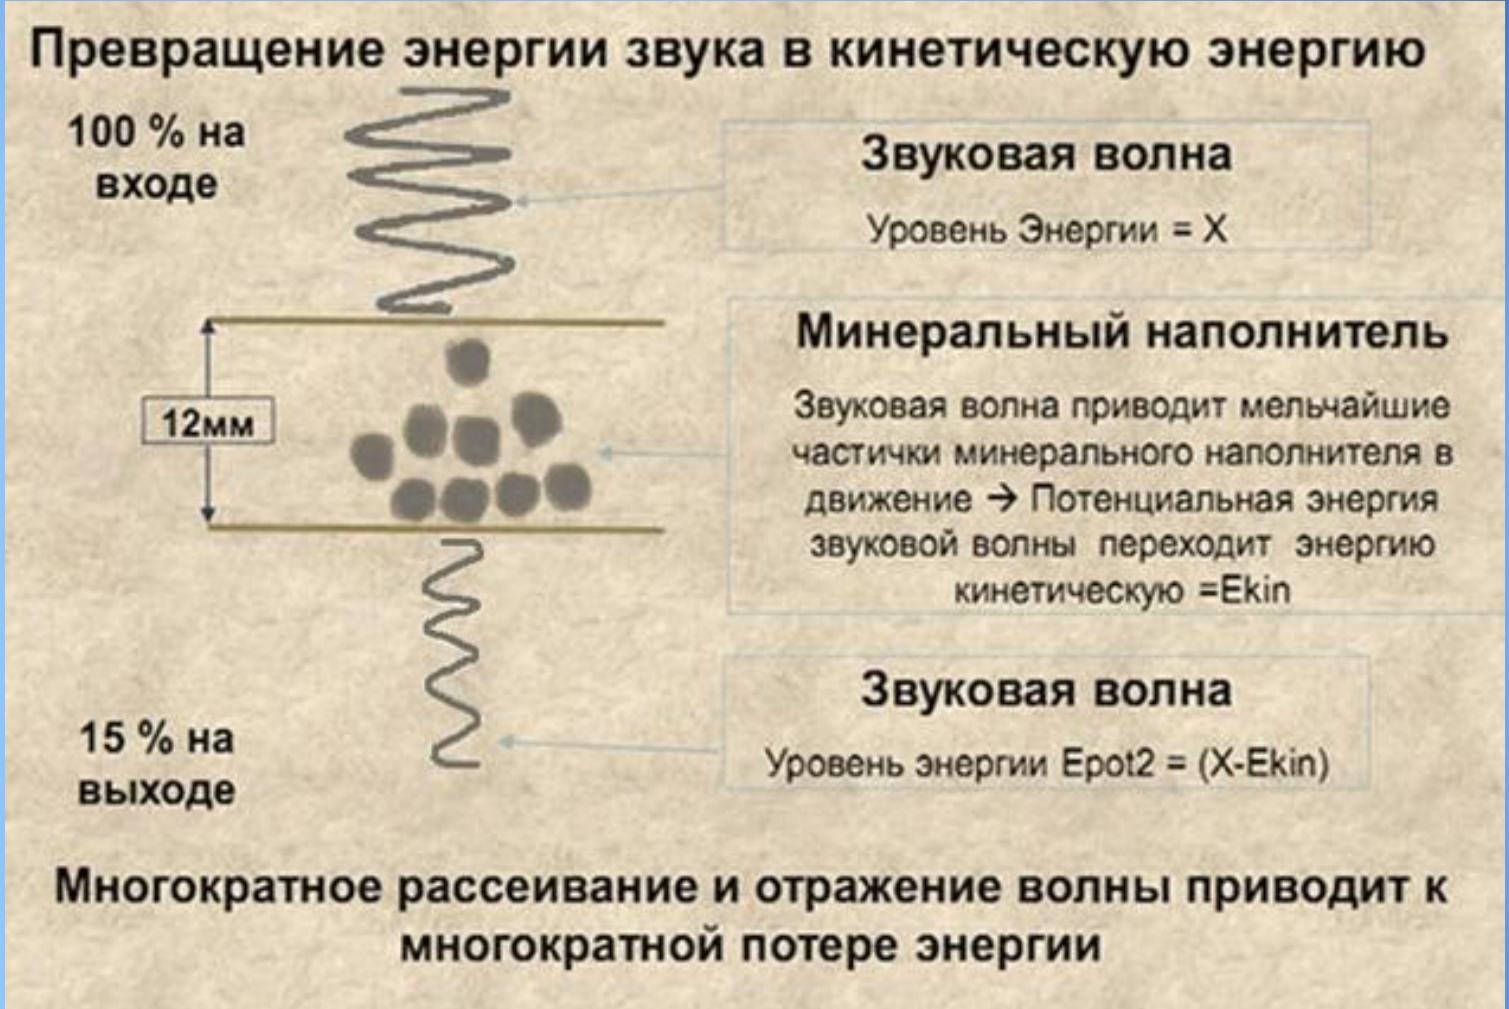 Превращение энергии звука в кинетическую энергию
100 % на
входе
Звуковая волна
Уровень Энергии = X
12мм
Минеральный наполнитель
Звуковая волна приводит мельчайшие
частички минерального наполнителя в
движение → Потенциальная энергия
звуковой волны переходит энергию
кинетическую =Ekin
15 % на
выходе
Звуковая волна
Уровень энергии Epot2 = (X-Ekin)
Многократное рассеивание и отражение волны приводит к
многократной потере энергии